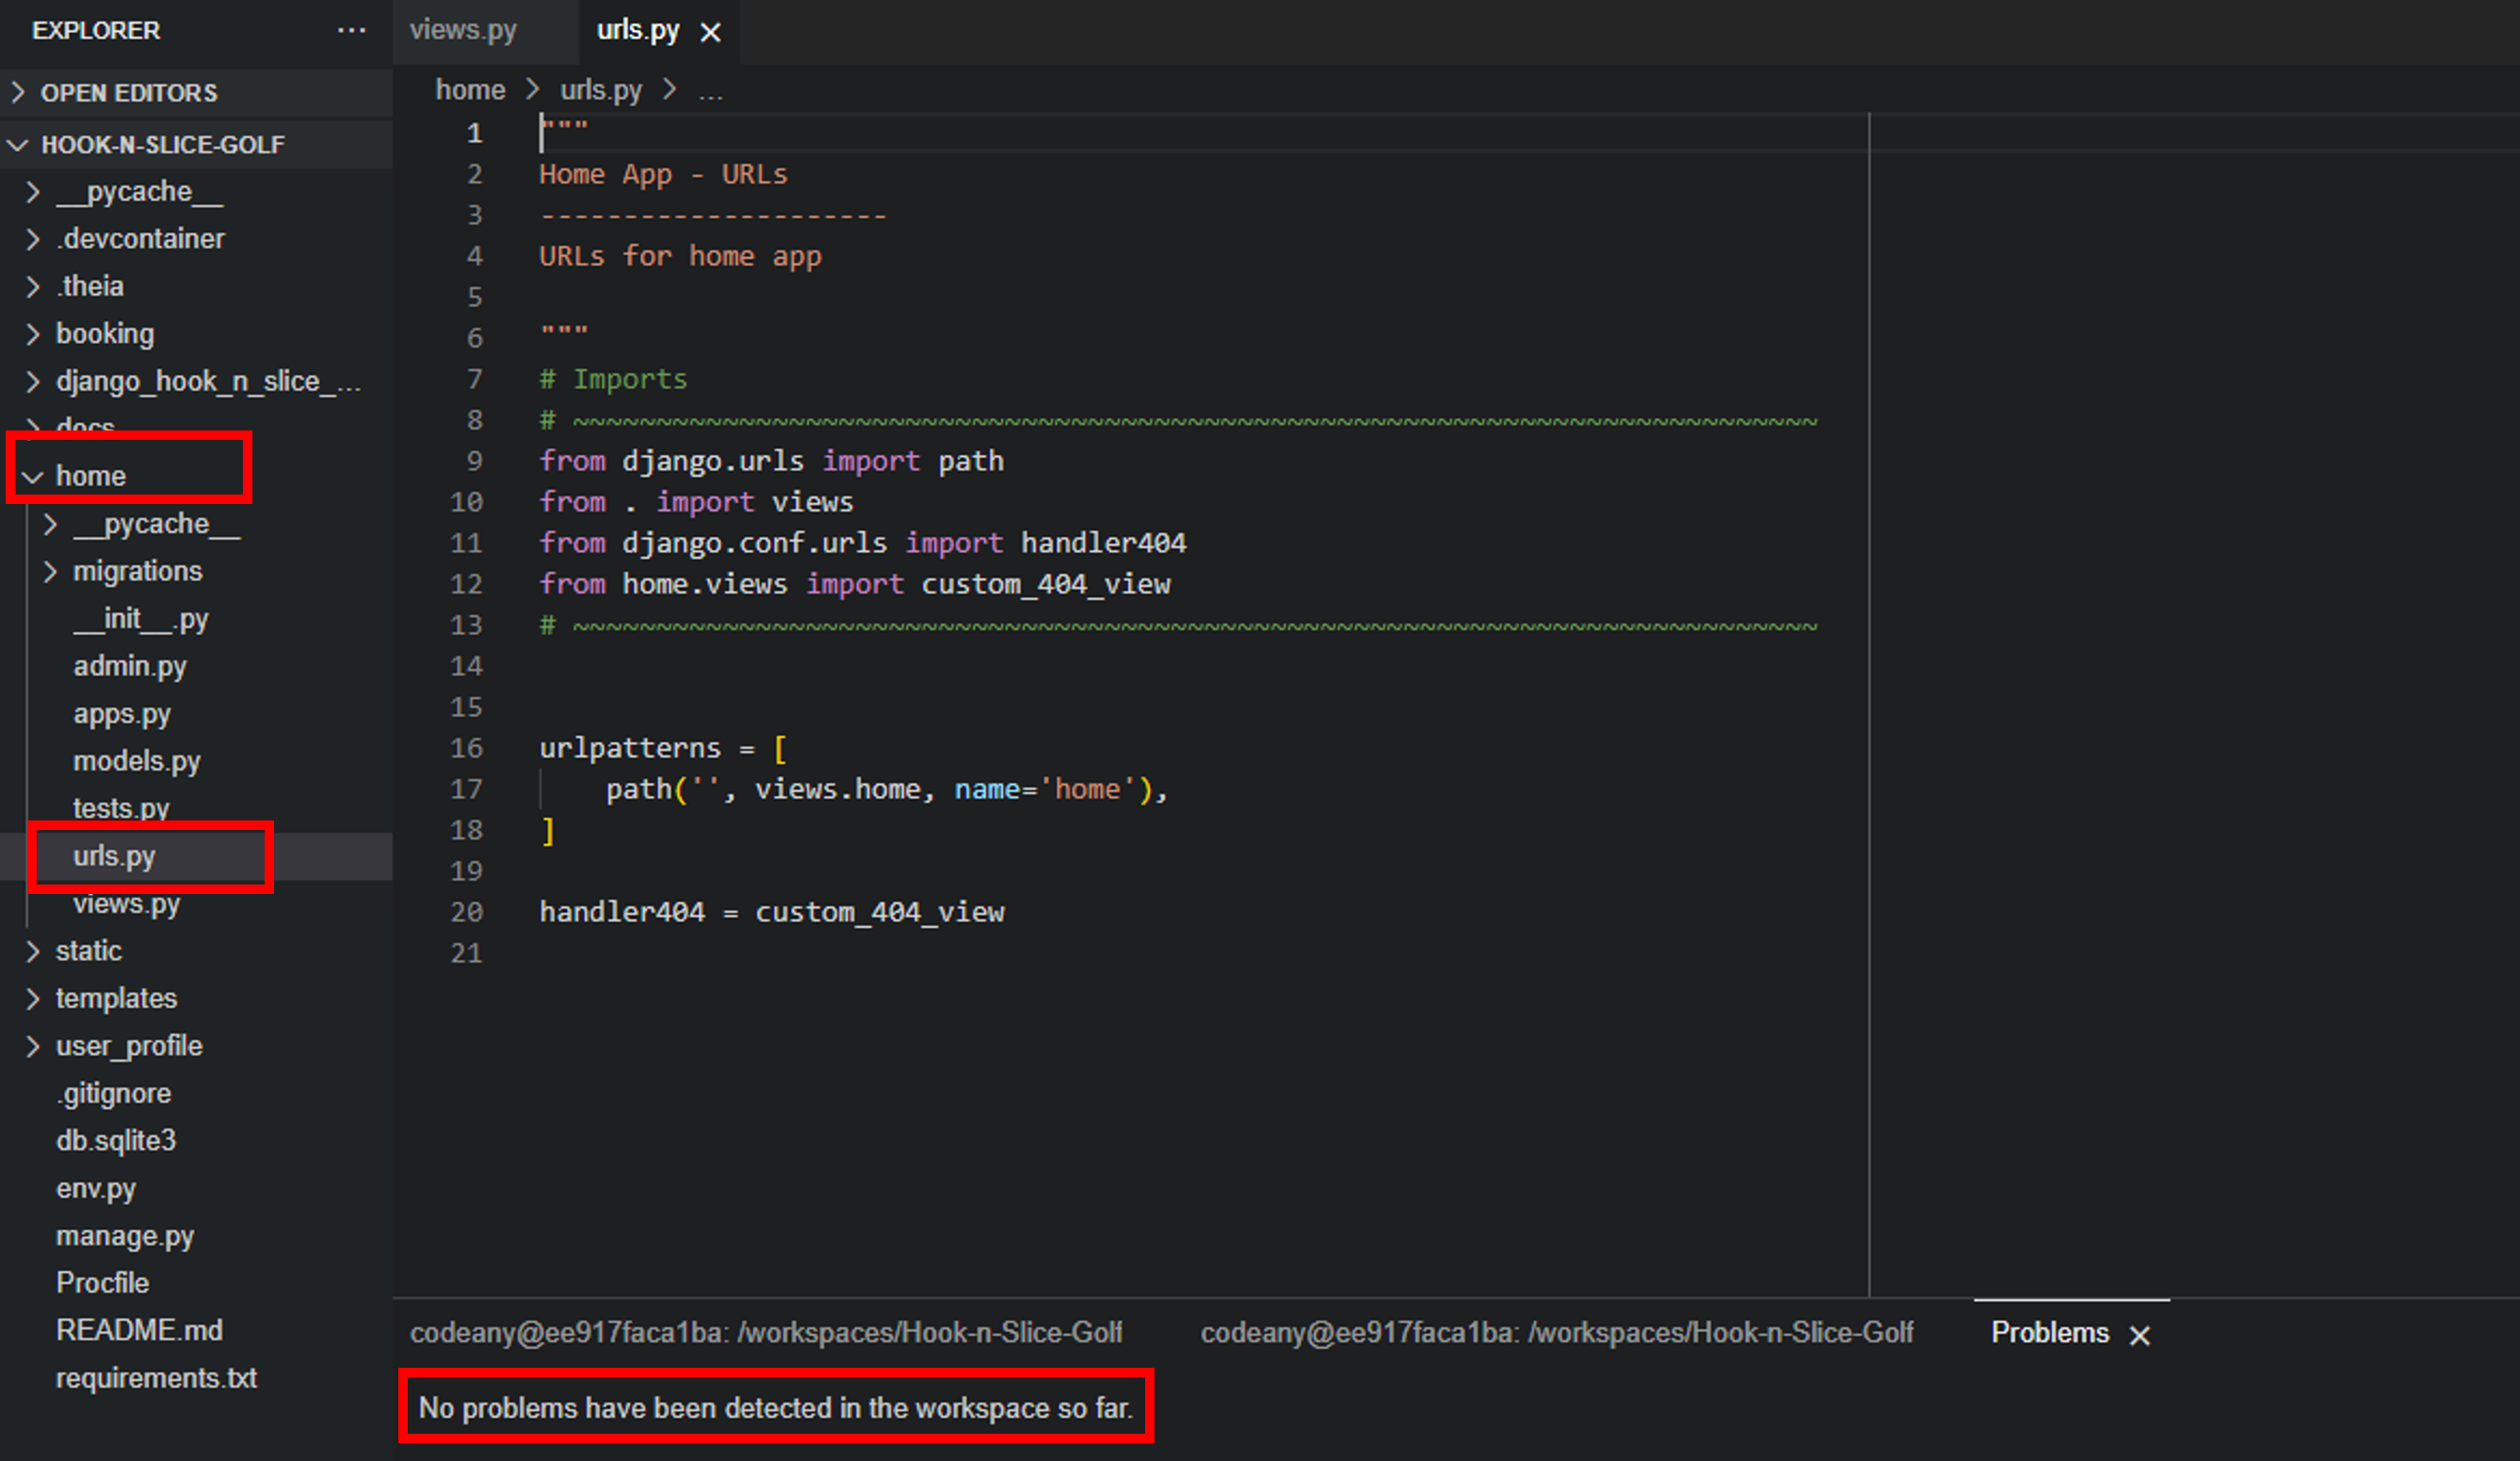 EXPLORER ...
OPEN EDITORS
HOOK-N-SLICE-GOLF
__pycache__
.devcontainer
.theia
booking
django_hook_n_slice_...
docs
home
__pycache__
migrations
__init__.py
admin.py
apps.py
models.py
tests.py
urls.py
views.py
static
templates
user_profile
.gitignore
db.sqlite3
env.py
manage.py
Procfile
README.md
requirements.txt
views.py urls.py ×
home > urls.py > ...
1 """
2 Home App - URLs
3 ---------------------
4 URLs for home app
5
6 """
7 # Imports
8 # ~~~~~~~~~~~~~~~~~~~~~~~~~~~~~~~~~~~~~~~~~~~~~~~~~~~~~~~~~~~~~~~~~~~~~~~~~~~
9 from django.urls import path
10 from . import views
11 from django.conf.urls import handler404
12 from home.views import custom_404_view
13 # ~~~~~~~~~~~~~~~~~~~~~~~~~~~~~~~~~~~~~~~~~~~~~~~~~~~~~~~~~~~~~~~~~~~~~~~~~~~
14
15
16 urlpatterns = [
17     path('', views.home, name='home'),
18 ]
19
20 handler404 = custom_404_view
21
codeany@ee917faca1ba: /workspaces/Hook-n-Slice-Golf codeany@ee917faca1ba: /workspaces/Hook-n-Slice-Golf Problems ×
No problems have been detected in the workspace so far.